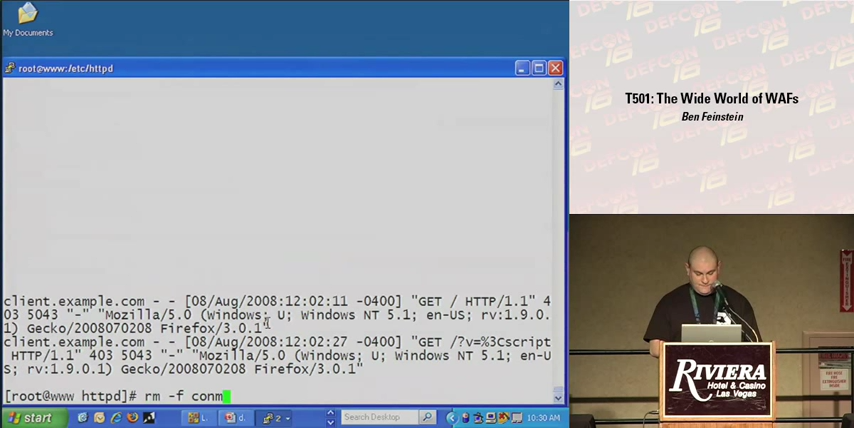 My Documents
root@www:/etc/httpd
client.example.com - - [08/Aug/2008:12:02:11 -0400] "GET / HTTP/1.1" 4
03 5043 "-" "Mozilla/5.0 (Windows; U; Windows NT 5.1; en-US; rv:1.9.0.
1) Gecko/2008070208 Firefox/3.0.1"
client.example.com - - [08/Aug/2008:12:02:27 -0400] "GET /?v=%3Cscript
HTTP/1.1" 403 5043 "-" "Mozilla/5.0 (Windows; U; Windows NT 5.1; en-U
S; rv:1.9.0.1) Gecko/2008070208 Firefox/3.0.1"
[root@www httpd]# rm -f conm
start
L.
d.
2
Search Desktop
10:30 AM
DEFCON 16
T501: The Wide World of WAFs
Ben Feinstein
RIVIERA
Hotel & Casino
Las Vegas